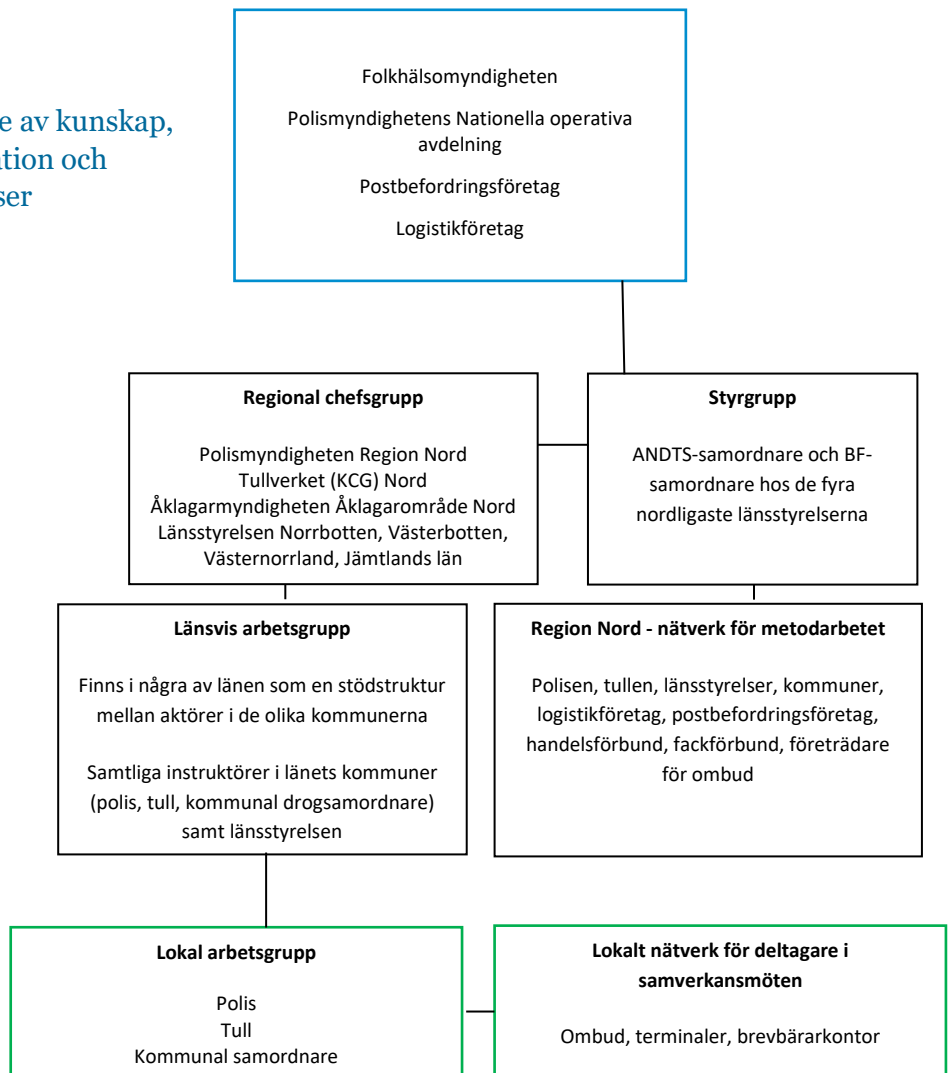 e av kunskap,
tion och
ser
Folkhälsomyndigheten
Polismyndighetens Nationella operativa
avdelning
Postbefordringsföretag
Logistikföretag
Regional chefsgrupp
Polismyndigheten Region Nord
Tullverket (KCG) Nord
Åklagarmyndigheten Åklagarområde Nord
Länsstyrelsen Norrbotten, Västerbotten,
Västernorrland, Jämtlands län
Styrgrupp
ANDTS-samordnare och BF-
samordnare hos de fyra
nordligaste länsstyrelserna
Länsvis arbetsgrupp
Finns i några av länen som en stödstruktur
mellan aktörer i de olika kommunerna
Samtliga instruktörer i länets kommuner
(polis, tull, kommunal drogsamordnare)
samt länsstyrelsen
Region Nord - nätverk för metodarbetet
Polisen, tullen, länsstyrelser, kommuner,
logistikföretag, postbefordringsföretag,
handelsförbund, fackförbund, företrädare
för ombud
Lokal arbetsgrupp
Polis
Tull
Kommunal samordnare
Lokalt nätverk för deltagare i
samverkansmöten
Ombud, terminaler, brevbärarkontor